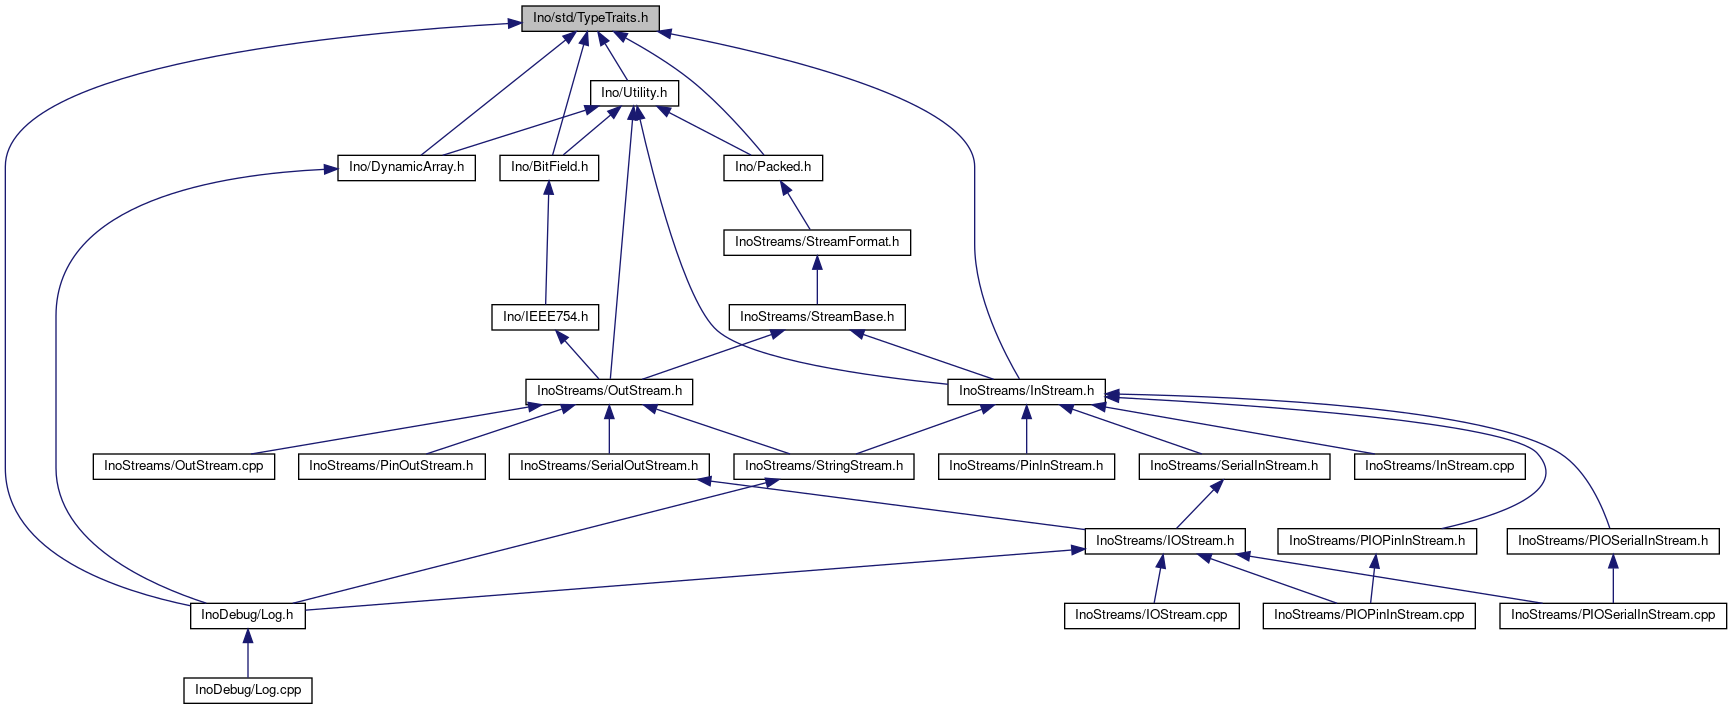 Ino/std/TypeTraits.h
Ino/Utility.h
Ino/DynamicArray.h
Ino/BitField.h
Ino/Packed.h
InoStreams/StreamFormat.h
Ino/IEEE754.h
InoStreams/StreamBase.h
InoStreams/OutStream.h
InoStreams/InStream.h
InoStreams/OutStream.cpp
InoStreams/PinOutStream.h
InoStreams/SerialOutStream.h
InoStreams/StringStream.h
InoStreams/PinInStream.h
InoStreams/SerialInStream.h
InoStreams/InStream.cpp
InoStreams/IOStream.h
InoStreams/PIOPinInStream.h
InoStreams/PIOSerialInStream.h
InoDebug/Log.h
InoStreams/IOStream.cpp
InoStreams/PIOPinInStream.cpp
InoStreams/PIOSerialInStream.cpp
InoDebug/Log.cpp